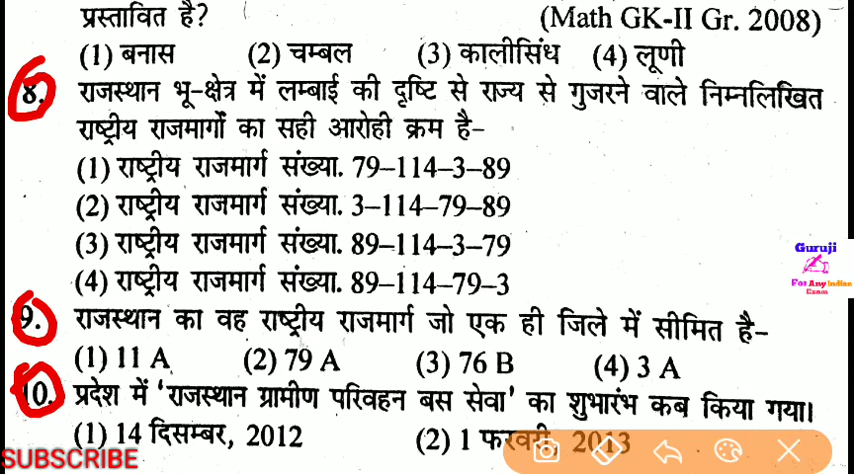 प्रस्तावित है? (Math GK-II Gr. 2008)
(1) बनास (2) चम्बल (3) कालीसिंध (4) लूणी
8. राजस्थान भू-क्षेत्र में लम्बाई की दृष्टि से राज्य से गुजरने वाले निम्नलिखित
राष्ट्रीय राजमार्गों का सही आरोही क्रम है-
(1) राष्ट्रीय राजमार्ग संख्या. 79-114-3-89
(2) राष्ट्रीय राजमार्ग संख्या. 3-114-79-89
(3) राष्ट्रीय राजमार्ग संख्या. 89-114-3-79
(4) राष्ट्रीय राजमार्ग संख्या. 89-114-79-3
Guruji
For Any Indian
Exam
9. राजस्थान का वह राष्ट्रीय राजमार्ग जो एक ही जिले में सीमित है-
(1) 11 A (2) 79 A (3) 76 B (4) 3 A
10. प्रदेश में 'राजस्थान ग्रामीण परिवहन बस सेवा' का शुभारंभ कब किया गया।
(1) 14 दिसम्बर, 2012 (2) 1 फरवरी, 2013
SUBSCRIBE